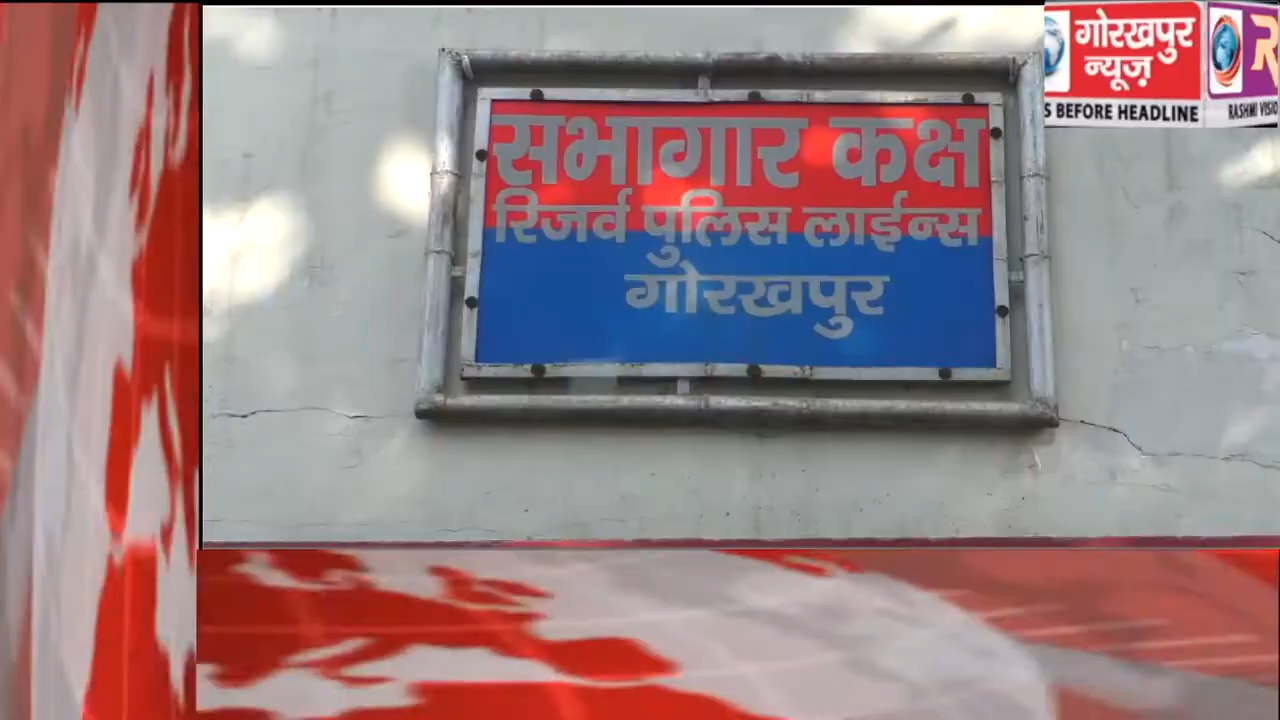 सभागार कक्ष
रिजर्व पुलिस लाईन्स
गोरखपुर
गोरखपुर
न्यूज़
S BEFORE HEADLINE
R
RASHMI VISIO